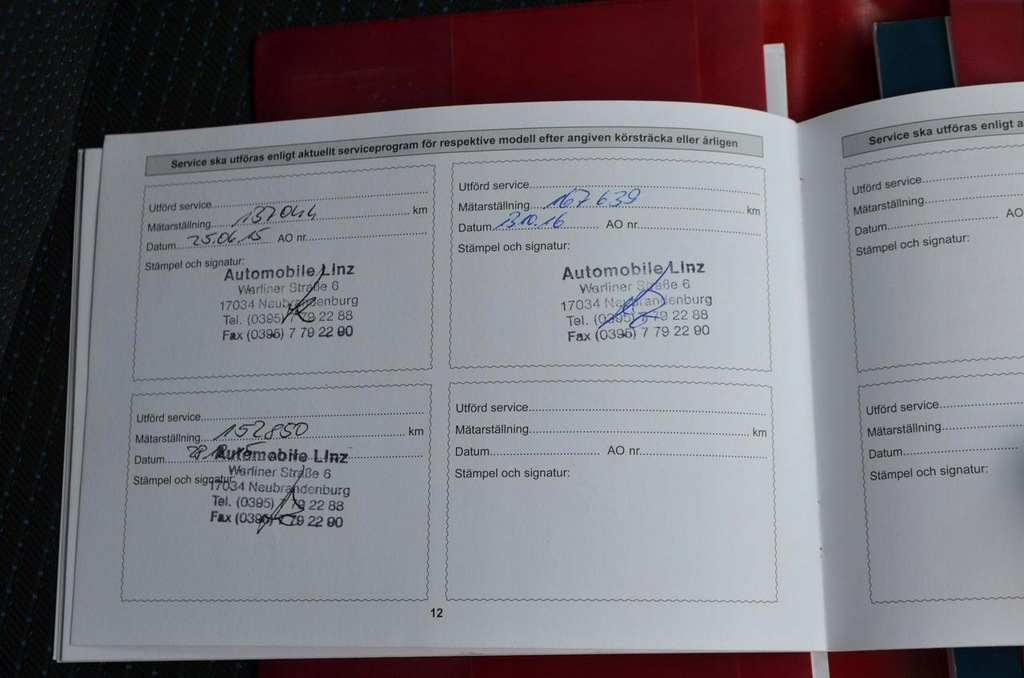 Service ska utföras enligt aktuellt serviceprogram för respektive modell efter angiven körsträcka eller årligen
Utförd service
Mätarställning 137044 km
Datum 25.06.15 AO nr.
Stämpel och signatur:
Automobile Linz
Warliner Straße 6
17034 Neubrandenburg
Tel. (0395) 7 79 22 88
Fax (0395) 7 79 22 90
Utförd service
Mätarställning 167639 km
Datum AO nr.
Stämpel och signatur:
Automobile Linz
Warliner Straße 6
17034 Neubrandenburg
Tel. (0395) 7 79 22 88
Fax (0395) 7 79 22 90
Utförd service
Mätarställning 152850 km
Datum
Stämpel och signatur:
Automobile Linz
Warliner Straße 6
17034 Neubrandenburg
Tel. (0395) 7 79 22 88
Fax (0395) 7 79 22 90
Utförd service
Mätarställning km
Datum AO nr.
Stämpel och signatur:
12
Service ska utföras enligt a
Utförd service
Mätarställning
Datum AO
Stämpel och signatur:
Utförd service
Mätarställning
Datum
Stämpel och signatur: